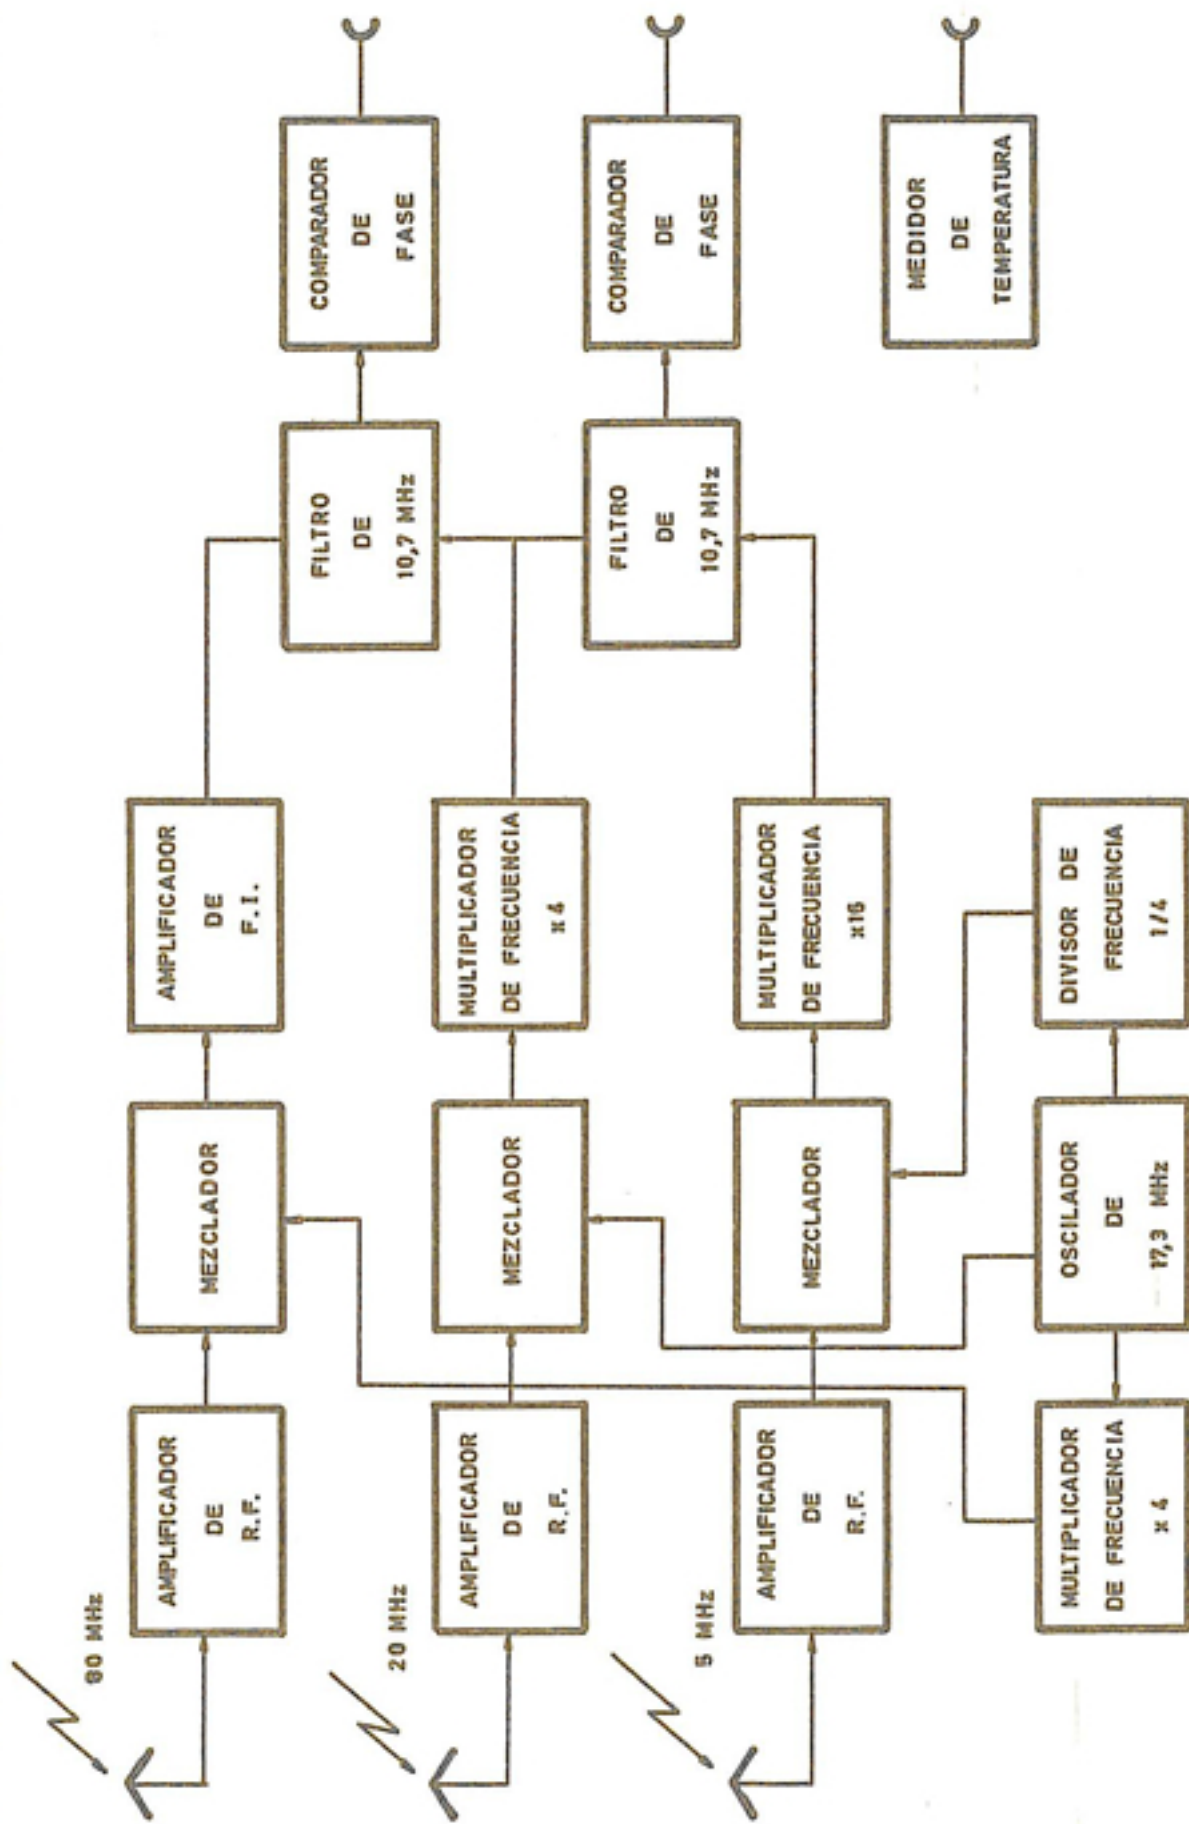 80 MHz
AMPLIFICADOR
DE
R.F.
MEZCLADOR
AMPLIFICADOR
DE
F.I.
FILTRO
DE
10,7 MHz
COMPARADOR
DE
FASE
20 MHz
AMPLIFICADOR
DE
R.F.
MEZCLADOR
MULTIPLICADOR
DE FRECUENCIA
x 4
FILTRO
DE
10,7 MHz
COMPARADOR
DE
FASE
5 MHz
AMPLIFICADOR
DE
R.F.
MEZCLADOR
MULTIPLICADOR
DE FRECUENCIA
x16
MEDIDOR
DE
TEMPERATURA
MULTIPLICADOR
DE FRECUENCIA
x 4
OSCILADOR
DE
17,3 MHz
DIVISOR DE
FRECUENCIA
1/4